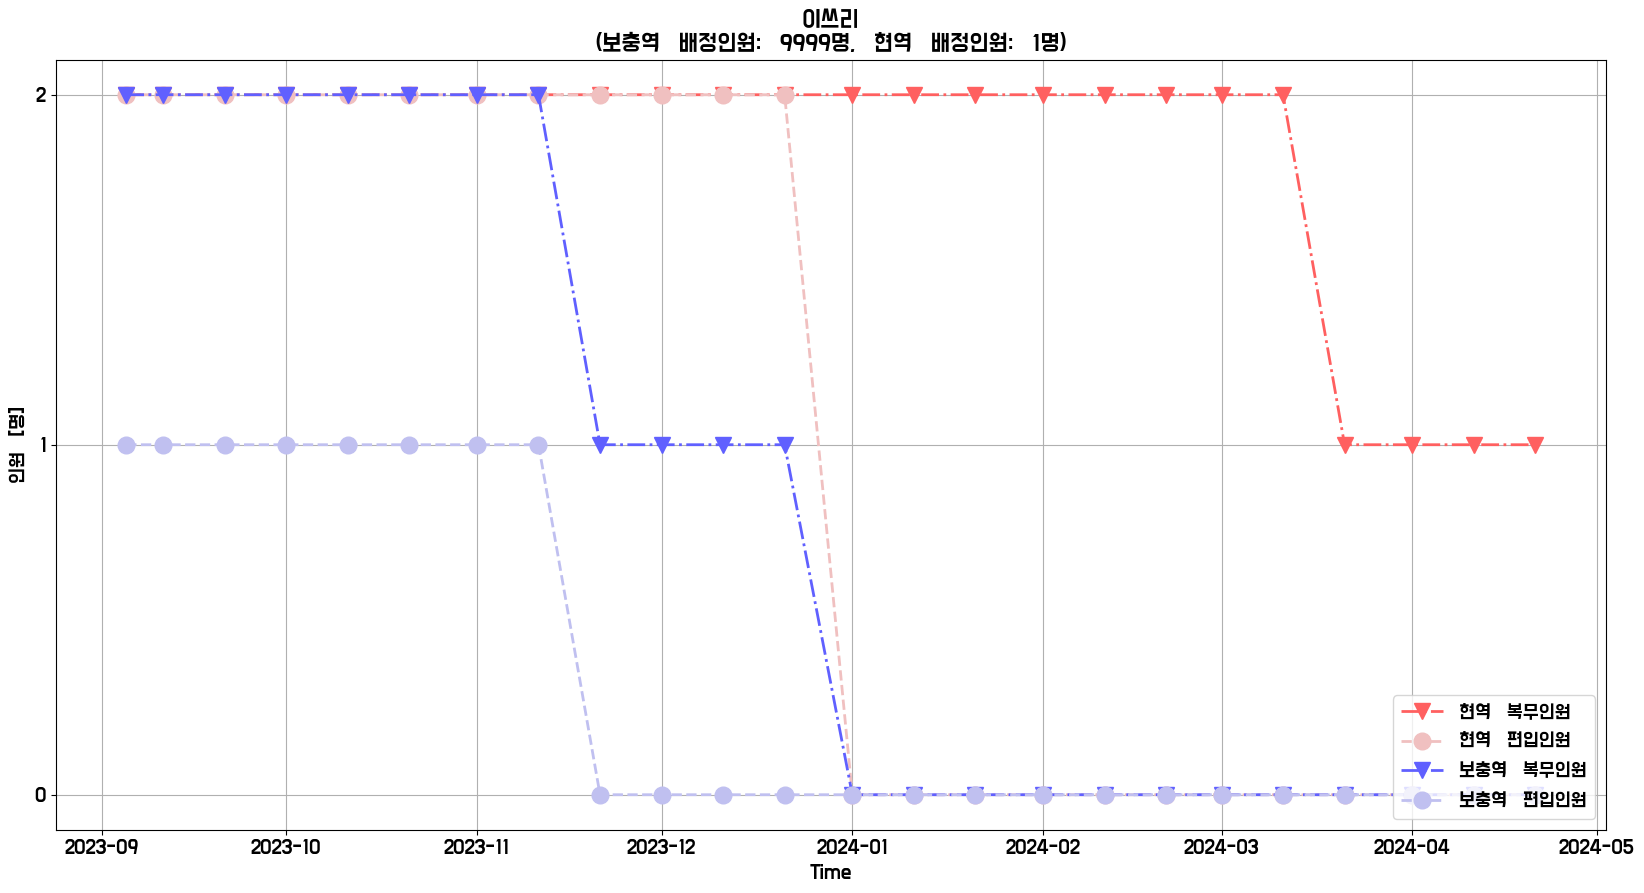 이쓰리
(보충역 배정인원: 9999명, 현역 배정인원: 1명)
인원 [명]
2
1
0
2023-09 2023-10 2023-11 2023-12 2024-01 2024-02 2024-03 2024-04 2024-05
Time
현역 복무인원
현역 편입인원
보충역 복무인원
보충역 편입인원